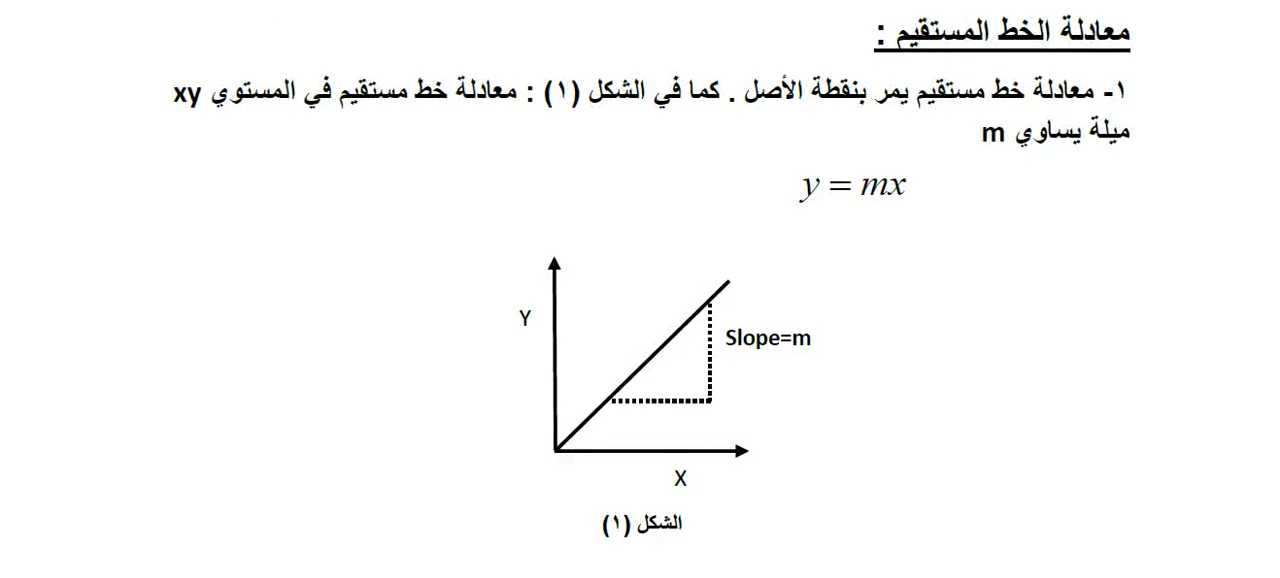 معادلة الخط المستقيم :
١- معادلة خط مستقيم يمر بنقطة الأصل . كما في الشكل (١) : معادلة خط مستقيم في المستوي xy
ميلة يساوي m
y = mx
Y
Slope=m
X
الشكل (١)